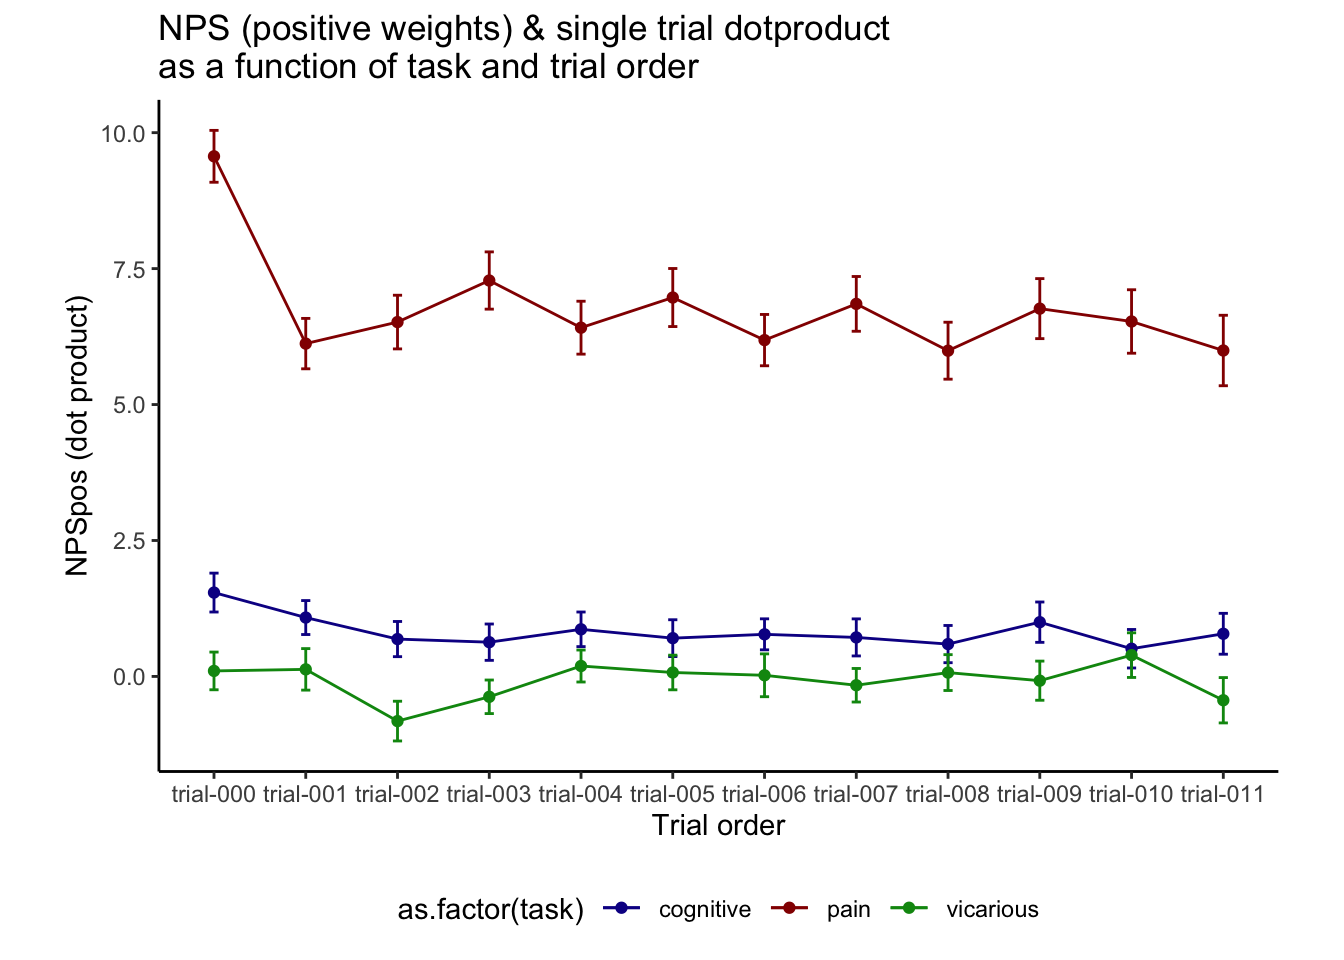 NPS (positive weights) & single trial dotproduct
as a function of task and trial order
NPSpos (dot product)
10.0
7.5
5.0
2.5
0.0
trial-000 trial-001 trial-002 trial-003 trial-004 trial-005 trial-006 trial-007 trial-008 trial-009 trial-010 trial-011
Trial order
as.factor(task) cognitive pain vicarious